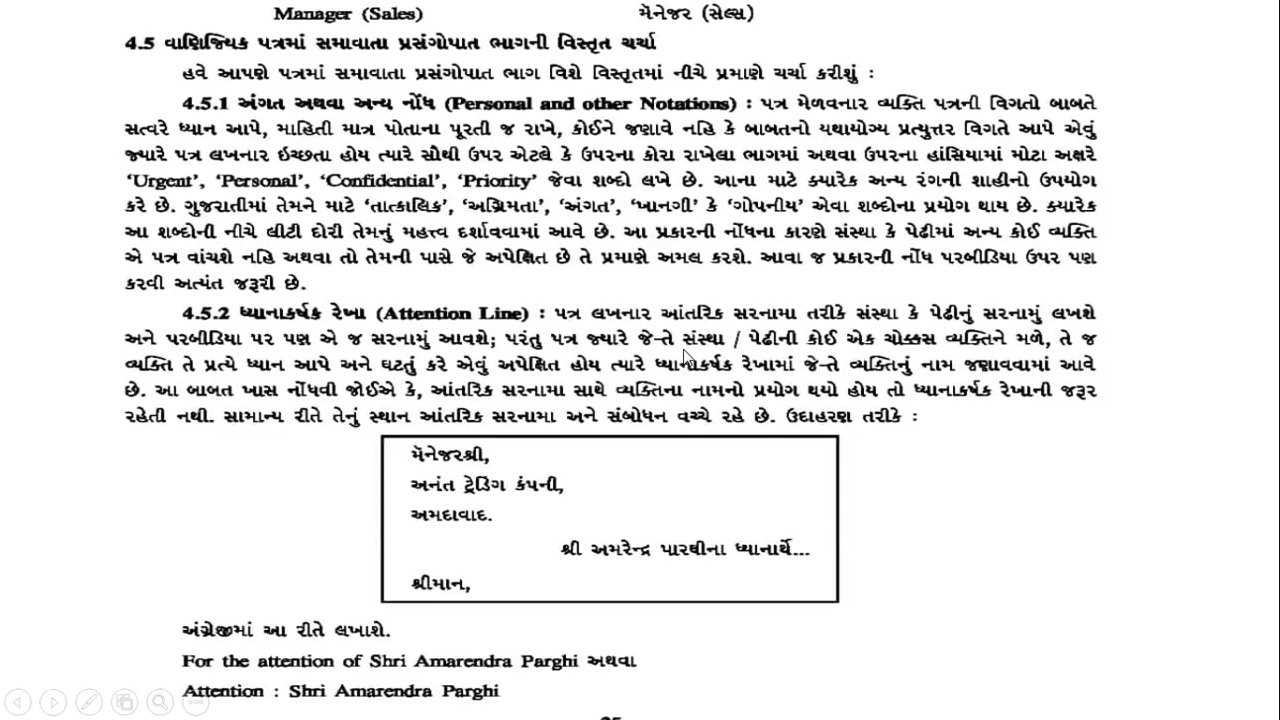 Manager (Sales) મૅનેજર (સેલ્સ)
4.5 વાણિજ્યિક પત્રમાં સમાવાતા પ્રસંગોપાત ભાગની વિસ્તૃત ચર્ચા
હવે આપણે પત્રમાં સમાવાતા પ્રસંગોપાત ભાગ વિશે વિસ્તૃતમાં નીચે પ્રમાણે ચર્ચા કરીશું :
4.5.1 અંગત અથવા અન્ય નોંધ (Personal and other Notations) : પત્ર મેળવનાર વ્યક્તિ પત્રની વિગતો બાબતે
સત્વરે ધ્યાન આપે, માહિતી માત્ર પોતાના પૂરતી જ રાખે, કોઈને જણાવે નહિ કે બાબતનો યથાયોગ્ય પ્રત્યુત્તર વિગતે આપે એવું
જ્યારે પત્ર લખનાર ઇચ્છતા હોય ત્યારે સૌથી ઉપર એટલે કે ઉપરના કોરા રાખેલા ભાગમાં અથવા ઉપરના હાંસિયામાં મોટા અક્ષરે
‘Urgent’, ‘Personal’, ‘Confidential’, ‘Priority’ જેવા શબ્દો લખે છે. આના માટે ક્યારેક અન્ય રંગની શાહીનો ઉપયોગ
કરે છે. ગુજરાતીમાં તેમને માટે ‘તાત્કાલિક’, ‘અગ્રિમતા’, ‘અંગત’, ‘ખાનગી’ કે ‘ગોપનીય’ એવા શબ્દોના પ્રયોગ થાય છે. ક્યારેક
આ શબ્દોની નીચે લીટી દોરી તેમનું મહત્ત્વ દર્શાવવામાં આવે છે. આ પ્રકારની નોંધના કારણે સંસ્થા કે પેઢીમાં અન્ય કોઈ વ્યક્તિ
એ પત્ર વાંચશે નહિ અથવા તો તેમની પાસે જે અપેક્ષિત છે તે પ્રમાણે અમલ કરશે. આવા જ પ્રકારની નોંધ પરબીડિયા ઉપર પણ
કરવી અત્યંત જરૂરી છે.
4.5.2 ધ્યાનાકર્ષક રેખા (Attention Line) : પત્ર લખનાર આંતરિક સરનામા તરીકે સંસ્થા કે પેઢીનું સરનામું લખશે
અને પરબીડિયા પર પણ એ જ સરનામું આવશે; પરંતુ પત્ર જ્યારે જે-તે સંસ્થા / પેઢીની કોઈ એક ચોક્કસ વ્યક્તિને મળે, તે જ
વ્યક્તિ તે પ્રત્યે ધ્યાન આપે અને ઘટતું કરે એવું અપેક્ષિત હોય ત્યારે ધ્યાનાકર્ષક રેખામાં જે-તે વ્યક્તિનું નામ જણાવવામાં આવે
છે. આ બાબત ખાસ નોંધવી જોઈએ કે, આંતરિક સરનામા સાથે વ્યક્તિના નામનો પ્રયોગ થયો હોય તો ધ્યાનાકર્ષક રેખાની જરૂર
રહેતી નથી. સામાન્ય રીતે તેનું સ્થાન આંતરિક સરનામા અને સંબોધન વચ્ચે રહે છે. ઉદાહરણ તરીકે :
મૅનેજરશ્રી,
અનંત ટ્રેડિંગ કંપની,
અમદાવાદ.
શ્રી અમરેન્દ્ર પારઘીના ધ્યાનાર્થે...
શ્રીમાન,
અંગ્રેજીમાં આ રીતે લખાશે.
For the attention of Shri Amarendra Parghi અથવા
Attention : Shri Amarendra Parghi